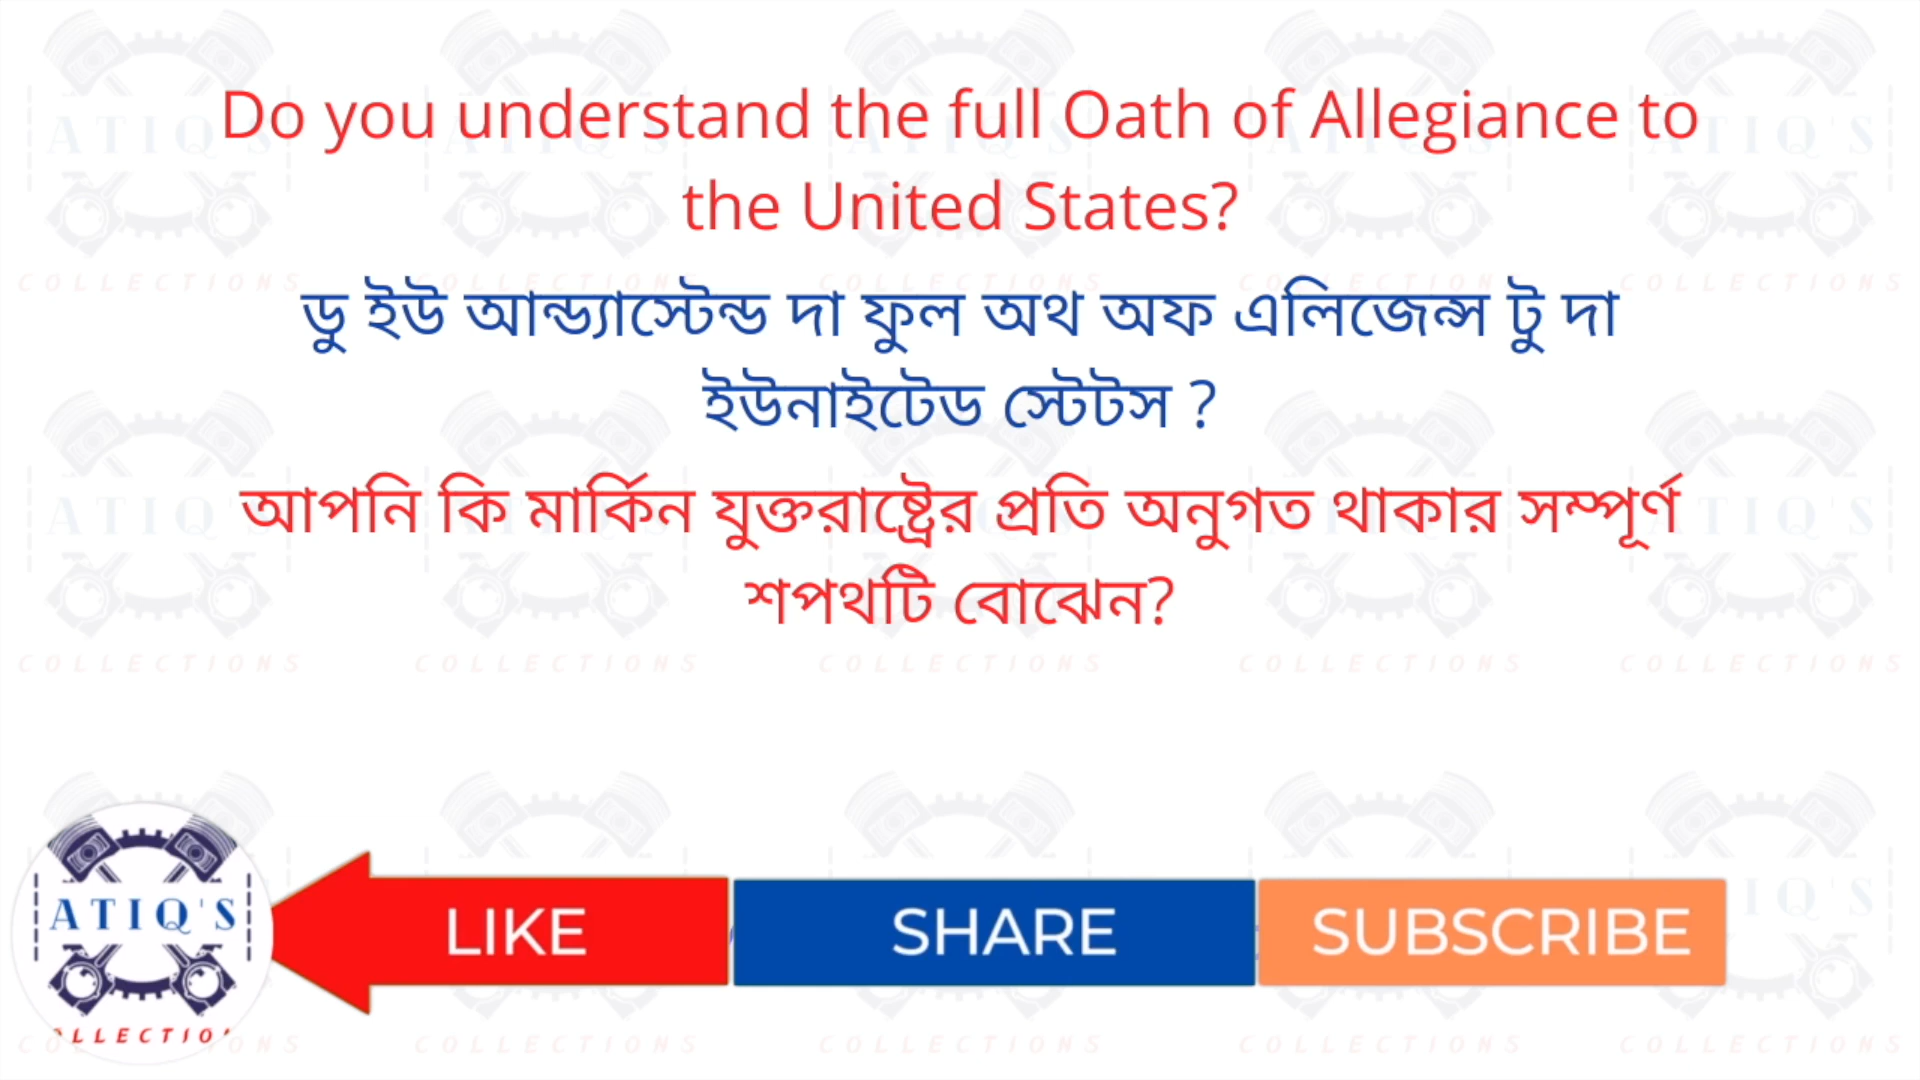 Do you understand the full Oath of Allegiance to
the United States?
ডু ইউ আন্ড্যাস্টেন্ড দা ফুল অথ অফ এলিজেন্স টু দা
ইউনাইটেড স্টেটস ?
আপনি কি মার্কিন যুক্তরাষ্ট্রের প্রতি অনুগত থাকার সম্পূর্ণ
শপথটি বোঝেন?
ATIQ'S
LLECTIO
LIKE
SHARE
SUBSCRIBE